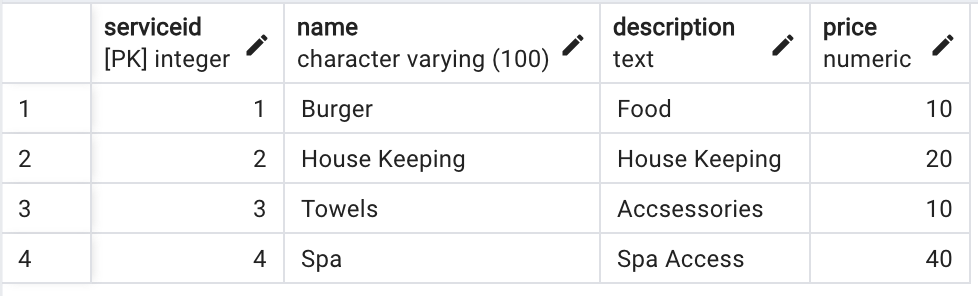 serviceid name description price
[PK] integer character varying (100) text numeric
1 1 Burger Food 10
2 2 House Keeping House Keeping 20
3 3 Towels Accsessories 10
4 4 Spa Spa Access 40